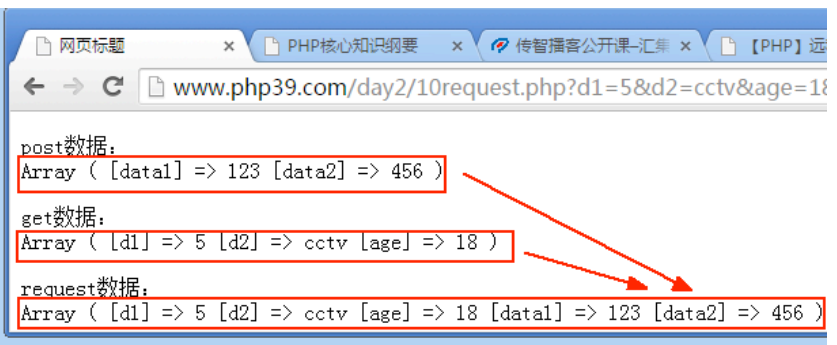 网页标题
PHP核心知识纲要
传智播客公开课–汇集
【PHP】远
www.php39.com/day2/10request.php?d1=5&d2=cctv&age=18
post数据:
Array ( [data1] => 123 [data2] => 456 )
get数据:
Array ( [d1] => 5 [d2] => cctv [age] => 18 )
request数据:
Array ( [d1] => 5 [d2] => cctv [age] => 18 [data1] => 123 [data2] => 456 )